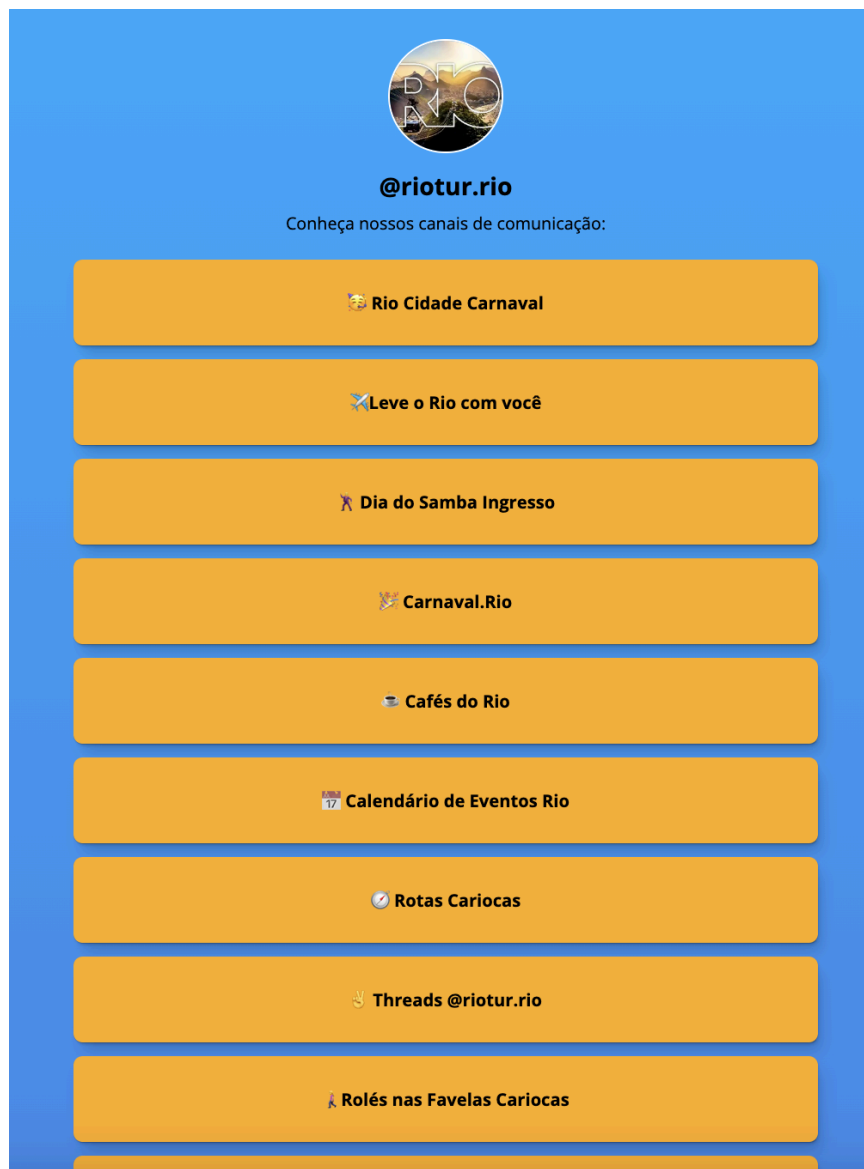 RIO
@riotur.rio
Conheça nossos canais de comunicação:
🥳 Rio Cidade Carnaval
✈️Leve o Rio com você
🕺🏾 Dia do Samba Ingresso
🎊 Carnaval.Rio
☕ Cafés do Rio
📅 Calendário de Eventos Rio
🧭 Rotas Cariocas
✌️ Threads @riotur.rio
🚶🏽‍♀️Rolés nas Favelas Cariocas